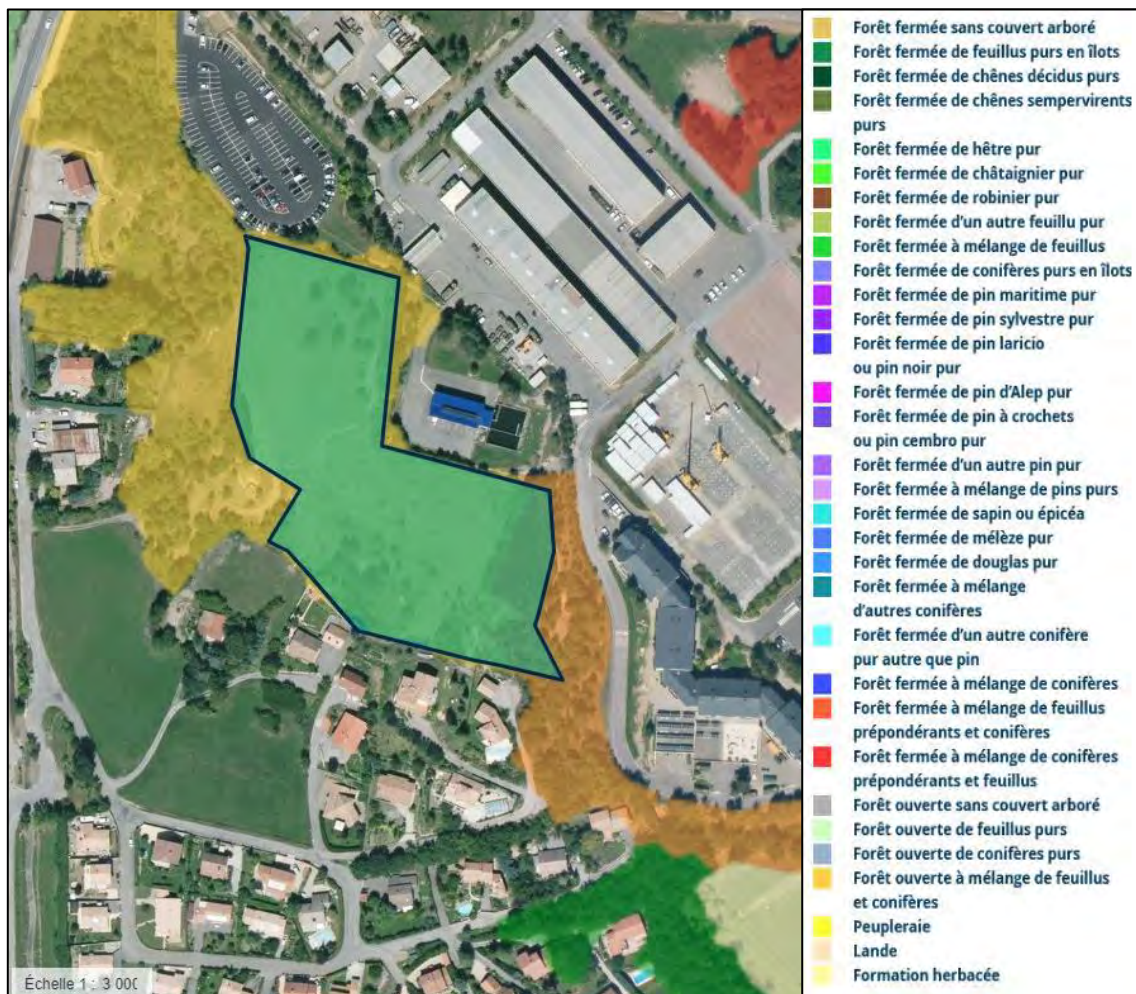 Forêt fermée sans couvert arboré
Forêt fermée de feuillus purs en îlots
Forêt fermée de chênes décidus purs
Forêt fermée de chênes sempervirents
purs
Forêt fermée de hêtre pur
Forêt fermée de châtaignier pur
Forêt fermée de robinier pur
Forêt fermée d'un autre feuillu pur
Forêt fermée à mélange de feuillus
Forêt fermée de conifères purs en îlots
Forêt fermée de pin maritime pur
Forêt fermée de pin sylvestre pur
Forêt fermée de pin laricio
ou pin noir pur
Forêt fermée de pin d'Alep pur
Forêt fermée de pin à crochets
ou pin cembro pur
Forêt fermée d'un autre pin pur
Forêt fermée à mélange de pins purs
Forêt fermée de sapin ou épicéa
Forêt fermée de mélèze pur
Forêt fermée de douglas pur
Forêt fermée à mélange
d'autres conifères
Forêt fermée d'un autre conifère
pur autre que pin
Forêt fermée à mélange de conifères
Forêt fermée à mélange de feuillus
prépondérants et conifères
Forêt fermée à mélange de conifères
prépondérants et feuillus
Forêt ouverte sans couvert arboré
Forêt ouverte de feuillus purs
Forêt ouverte de conifères purs
Forêt ouverte à mélange de feuillus
et conifères
Peupleraie
Lande
Formation herbacée
Échelle 1 : 3 000